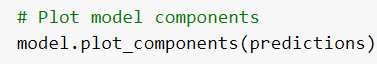 # Plot model components
model.plot_components(predictions)